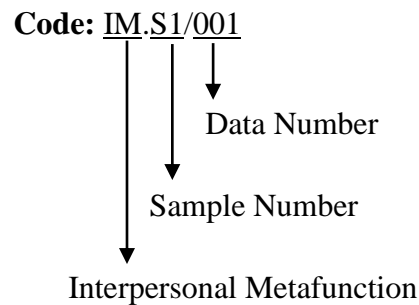 Code: IM.S1/001
Data Number
Sample Number
Interpersonal Metafunction